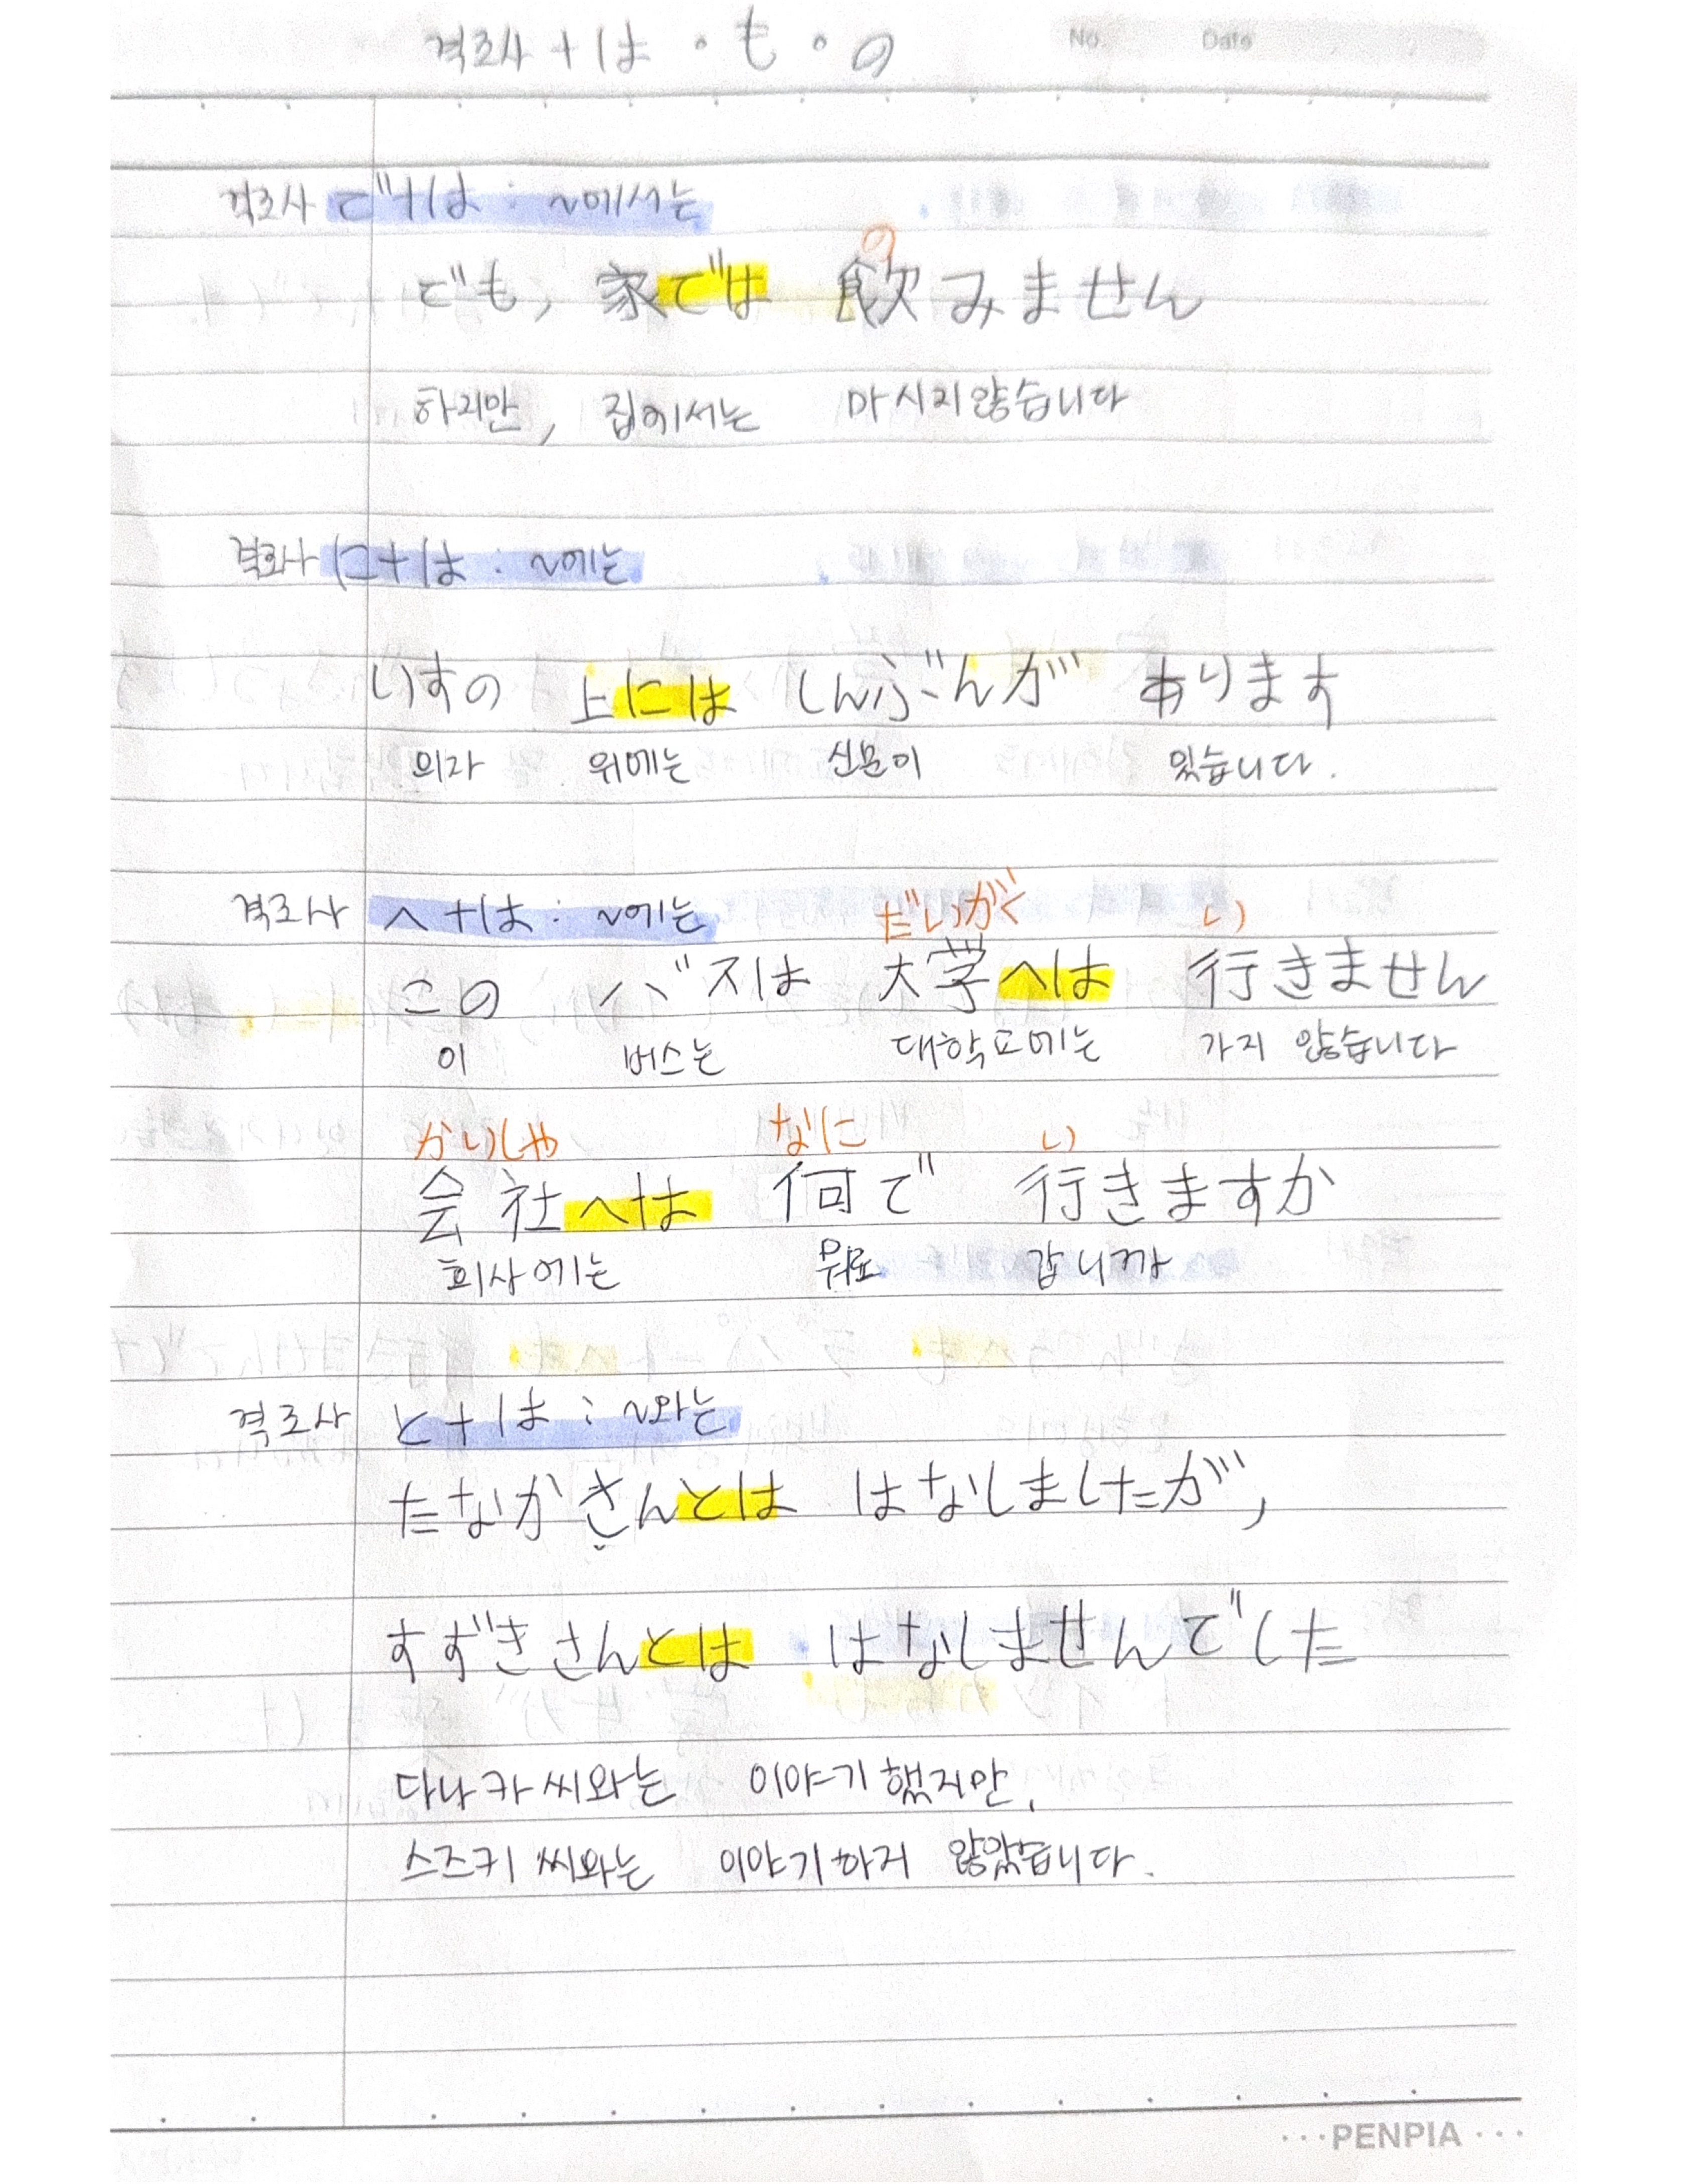 격조사 + は・も・の
No. Date
격조사 で+は : ~에서는
の
でも, 家では 飲みません
하지만, 집에서는 마시지않습니다
격조사 に+は : ~에는
いすの 上には しんぶんが あります
의자 위에는 신문이 있습니다.
격조사 へ+は : ~에는
だいがく い
この バスは 大学へは 行きません
이 버스는 대학교에는 가지 않습니다
かいしゃ なに い
会社へは 何で 行きますか
회사에는 뭐로 갑니까
격조사 と+は : ~와는
たなかさんとは はなしましたが,
すずきさんとは はなしませんでした
다나카씨와는 이야기했지만,
스즈키씨와는 이야기하지 않았습니다.
···PENPIA···